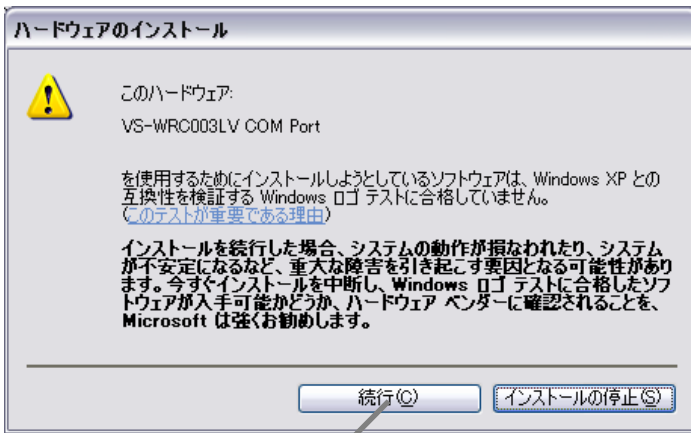 ハードウェアのインストール
このハードウェア:
VS-WRC003LV COM Port
を使用するためにインストールしようとしているソフトウェアは、Windows XP との
互換性を検証する Windows ロゴ テストに合格していません。
(このテストが重要である理由)
インストールを続行した場合、システムの動作が損なわれたり、システム
が不安定になるなど、重大な障害を引き起こす要因となる可能性があり
ます。今すぐインストールを中断し、Windows ロゴ テストに合格したソフ
トウェアが入手可能かどうか、ハードウェア ベンダーに確認されることを、
Microsoft は強くお勧めします。
続行(C)
インストールの停止(S)